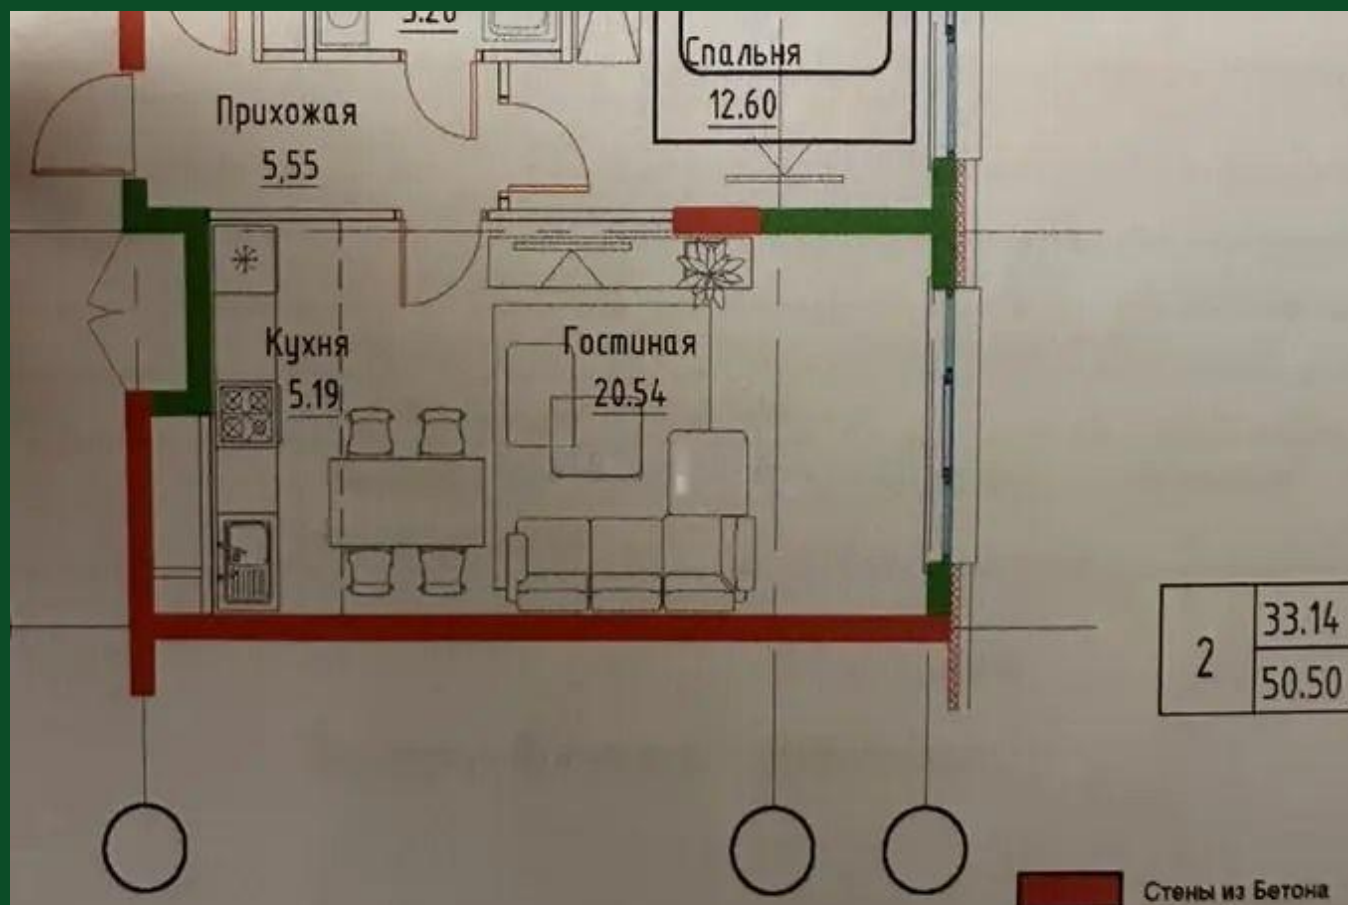 Спальня
12.60
Прихожая
5,55
Кухня
5.19
Гостиная
20.54
2
33.14
50.50
Стены из Бетона